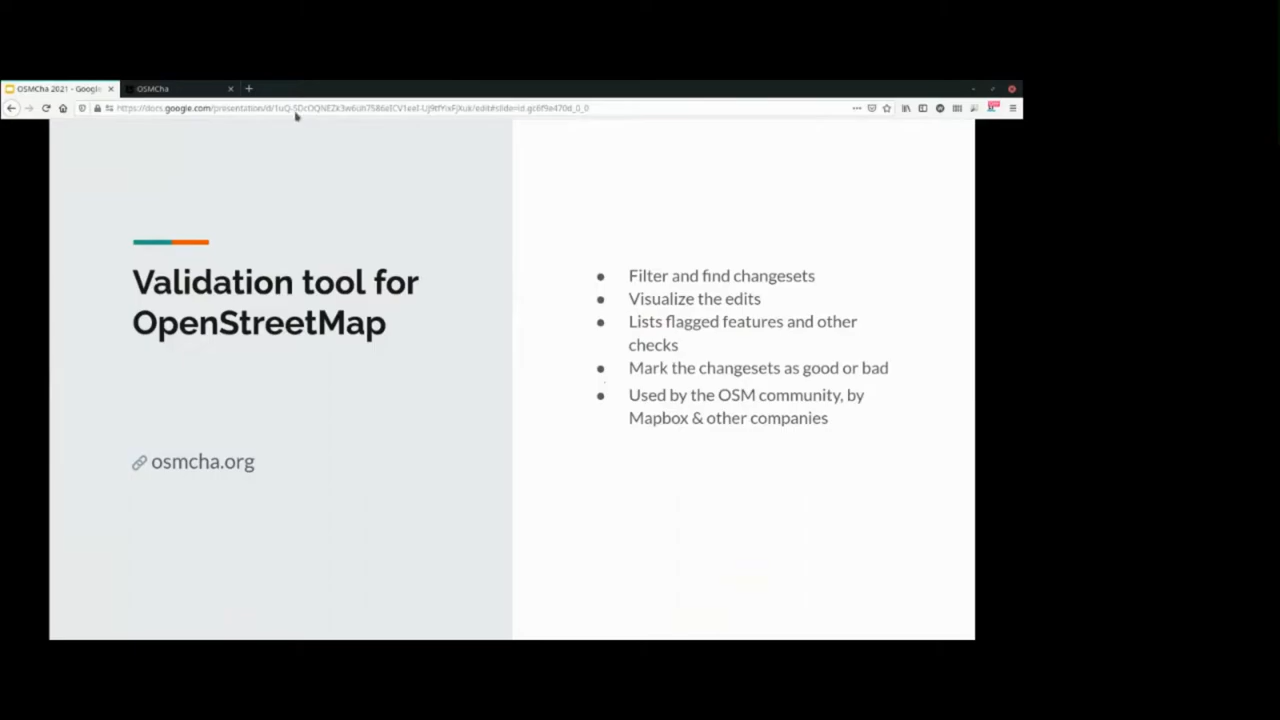 OSMCha 2021 - Google
OSMCha
Validation tool for
OpenStreetMap
osmcha.org
● Filter and find changesets
● Visualize the edits
● Lists flagged features and other
checks
● Mark the changesets as good or bad
● Used by the OSM community, by
Mapbox & other companies